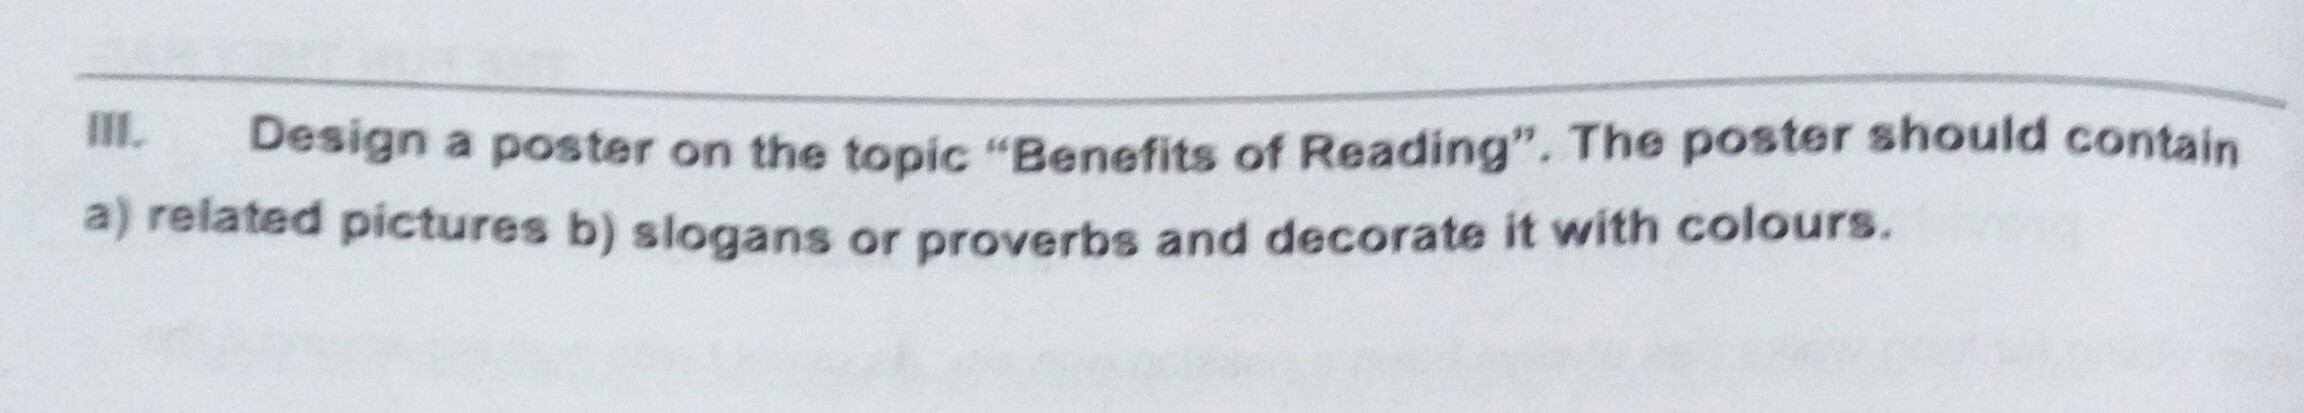 III. Design a poster on the topic “Benefits of Reading”. The poster should contain
a) related pictures b) slogans or proverbs and decorate it with colours.